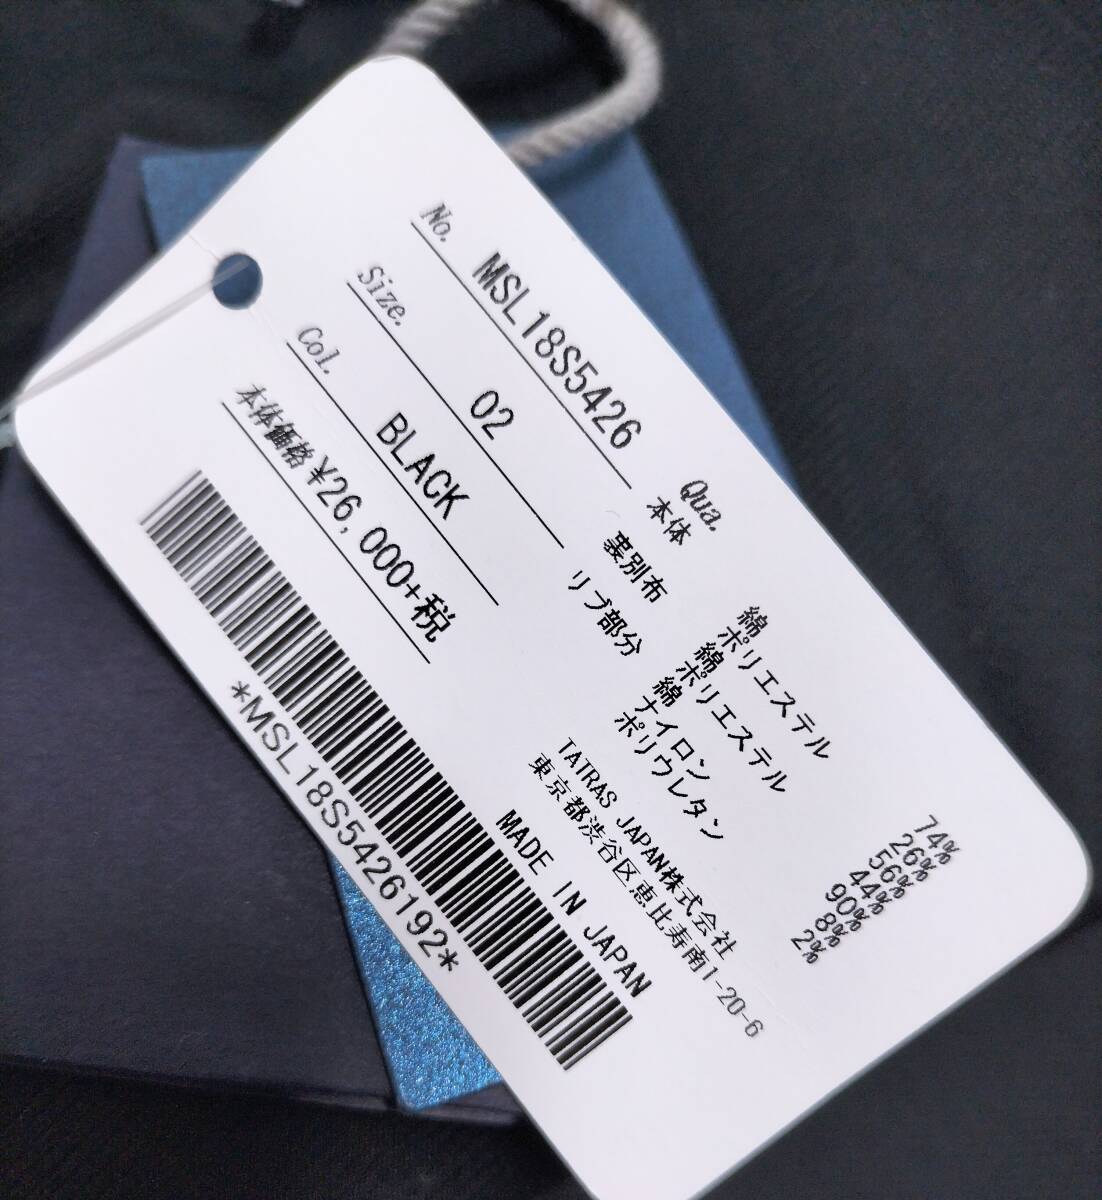 No. MSL18S5426
Size. 02
Col. BLACK
本体価格 ¥26,000+税
*MSL18S5426192*
Qua.
本体 綿 74%
ポリエステル 26%
裏別布 綿 56%
ポリエステル 44%
リブ部分 綿 90%
ナイロン 8%
ポリウレタン 2%
TATRAS JAPAN株式会社
東京都渋谷区恵比寿南1-20-6
MADE IN JAPAN